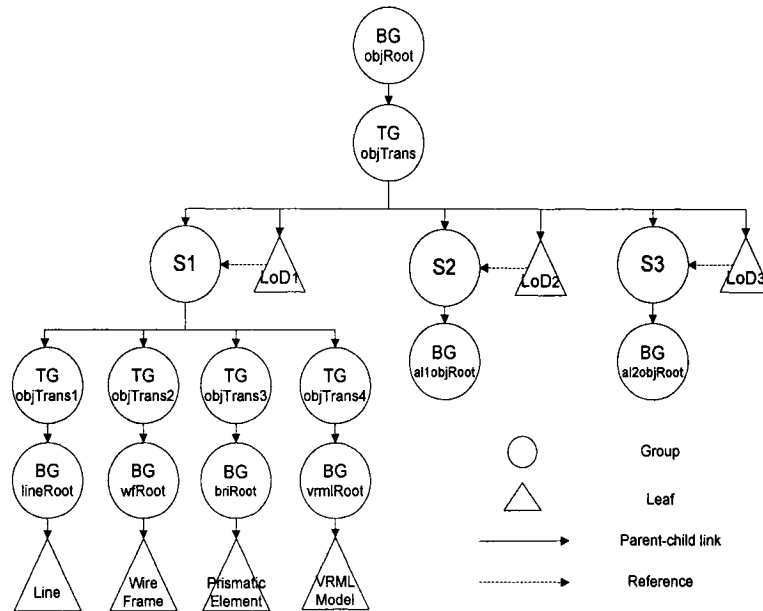 BG
objRoot
TG
objTrans
S1
LoD1
S2
LoD2
S3
LoD3
BG
al1objRoot
BG
al2objRoot
TG
objTrans1
TG
objTrans2
TG
objTrans3
TG
objTrans4
BG
lineRoot
BG
wfRoot
BG
briRoot
BG
vrmlRoot
Line
Wire
Frame
Prismatic
Element
VRML
Model
Group
Leaf
Parent-child link
Reference